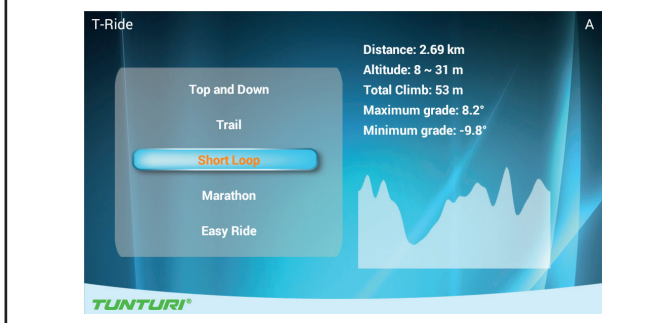 T-Ride
A
Top and Down
Trail
Short Loop
Marathon
Easy Ride
Distance: 2.69 km
Altitude: 8 ~ 31 m
Total Climb: 53 m
Maximum grade: 8.2°
Minimum grade: -9.8°
TUNTURI®